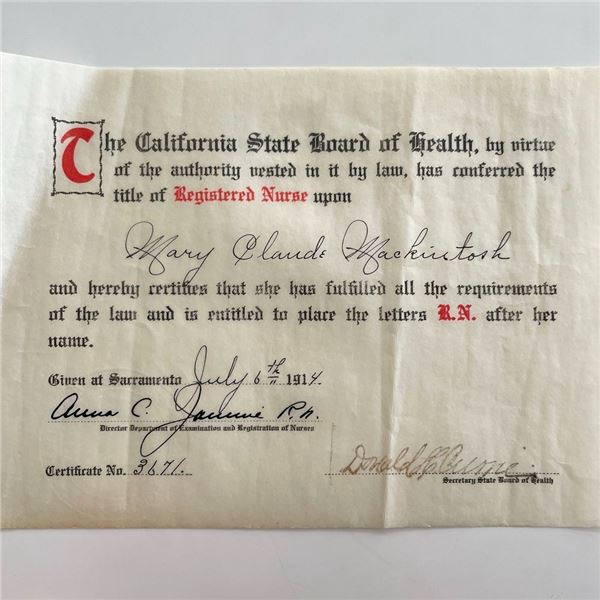 The California State Board of Health, by virtue
of the authority vested in it by law, has conferred the
title of Registered Nurse upon
Mary Claude Mackintosh
and hereby certifies that she has fulfilled all the requirements
of the law and is entitled to place the letters R.N. after her
name.
Given at Sacramento July 6th 1914.
Anna C. Jamme R.N.
Director Department of Examination and Registration of Nurses
Certificate No. 3671.
Donald
Secretary State Board of Health